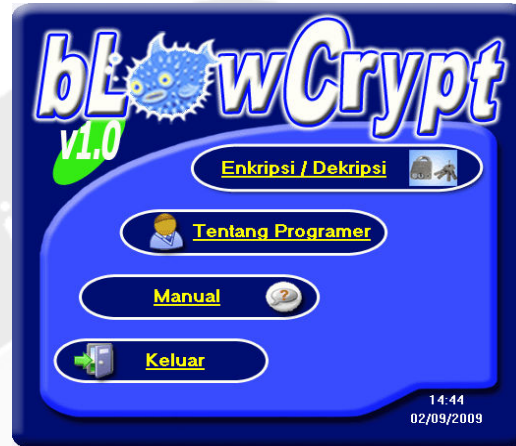 bLowCrypt
v1.0
Enkripsi / Dekripsi
Tentang Programer
Manual
?
Keluar
14:44
02/09/2009